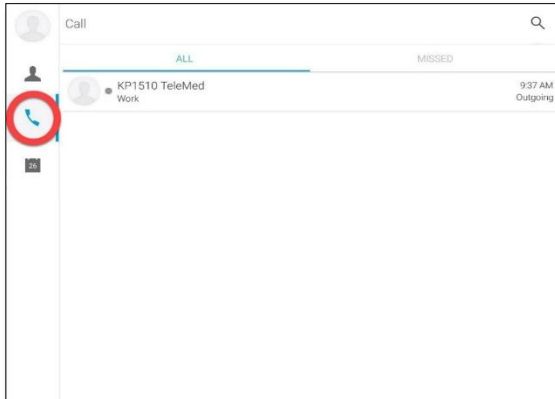 Call
ALL MISSED
KP1510 TeleMed 9:37 AM
Work Outgoing
26